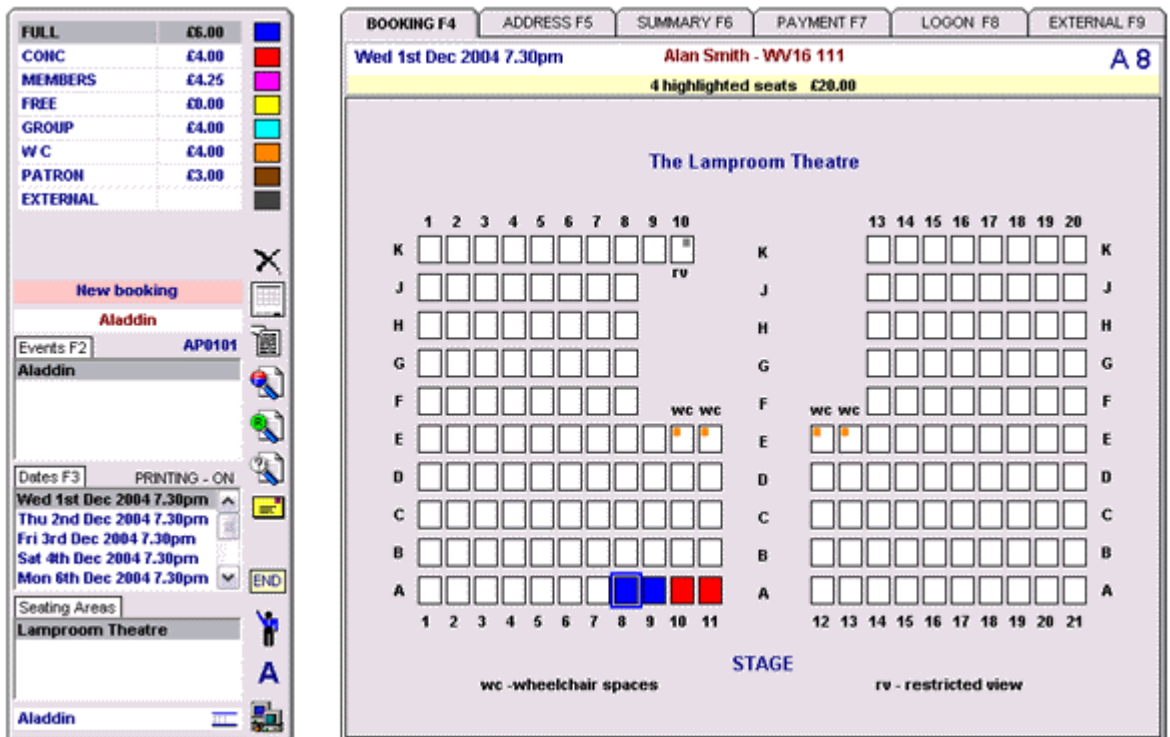 FULL £6.00
CONC £4.00
MEMBERS £4.25
FREE £0.00
GROUP £4.00
W C £4.00
PATRON £3.00
EXTERNAL
New booking
Aladdin
Events F2 AP0101
Aladdin
Dates F3 PRINTING - ON
Wed 1st Dec 2004 7.30pm
Thu 2nd Dec 2004 7.30pm
Fri 3rd Dec 2004 7.30pm
Sat 4th Dec 2004 7.30pm
Mon 6th Dec 2004 7.30pm
END
Seating Areas
Lamproom Theatre
A
Aladdin
BOOKING F4 ADDRESS F5 SUMMARY F6 PAYMENT F7 LOGON F8 EXTERNAL F9
Wed 1st Dec 2004 7.30pm Alan Smith - WV16 111 A 8
4 highlighted seats £20.00
The Lamproom Theatre
1 2 3 4 5 6 7 8 9 10 13 14 15 16 17 18 19 20
K K K
rv
J J J
H H H
G G G
F F F
wc wc wc wc
E E E
D D D
C C C
B B B
A A A
1 2 3 4 5 6 7 8 9 10 11 12 13 14 15 16 17 18 19 20 21
STAGE
wc -wheelchair spaces rv - restricted view